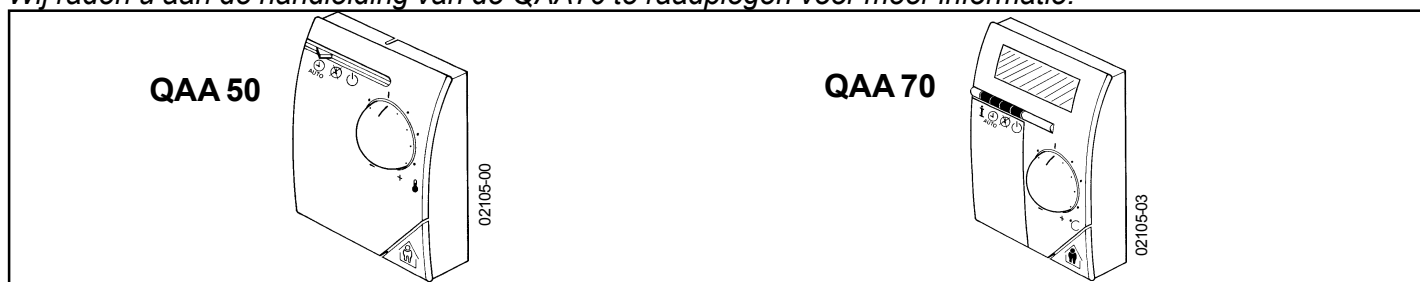 Wij raden u aan de handleiding van de QAA70 te raadplegen voor meer informatie.
QAA 50
AUTO
02105-00
QAA 70
AUTO
°C
02105-03